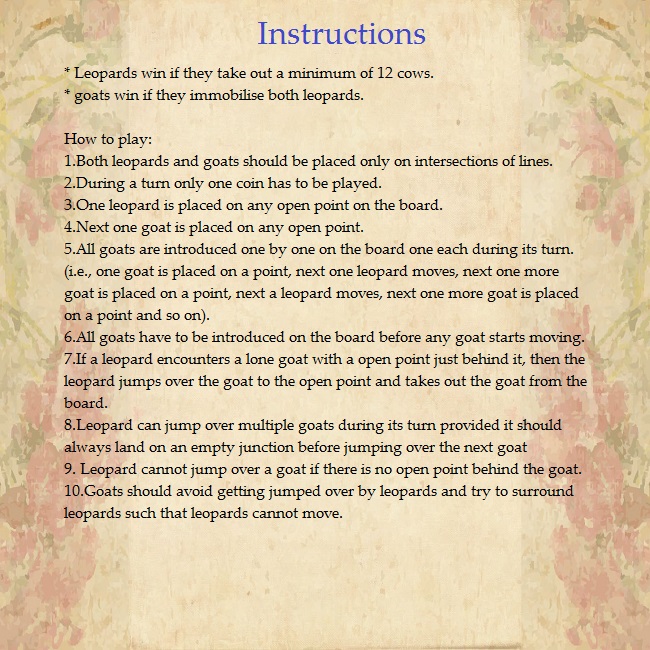 Instructions
* Leopards win if they take out a minimum of 12 cows.
* goats win if they immobilise both leopards.
How to play:
1.Both leopards and goats should be placed only on intersections of lines.
2.During a turn only one coin has to be played.
3.One leopard is placed on any open point on the board.
4.Next one goat is placed on any open point.
5.All goats are introduced one by one on the board one each during its turn.
(i.e., one goat is placed on a point, next one leopard moves, next one more
goat is placed on a point, next a leopard moves, next one more goat is placed
on a point and so on).
6.All goats have to be introduced on the board before any goat starts moving.
7.If a leopard encounters a lone goat with a open point just behind it, then the
leopard jumps over the goat to the open point and takes out the goat from the
board.
8.Leopard can jump over multiple goats during its turn provided it should
always land on an empty junction before jumping over the next goat
9. Leopard cannot jump over a goat if there is no open point behind the goat.
10.Goats should avoid getting jumped over by leopards and try to surround
leopards such that leopards cannot move.